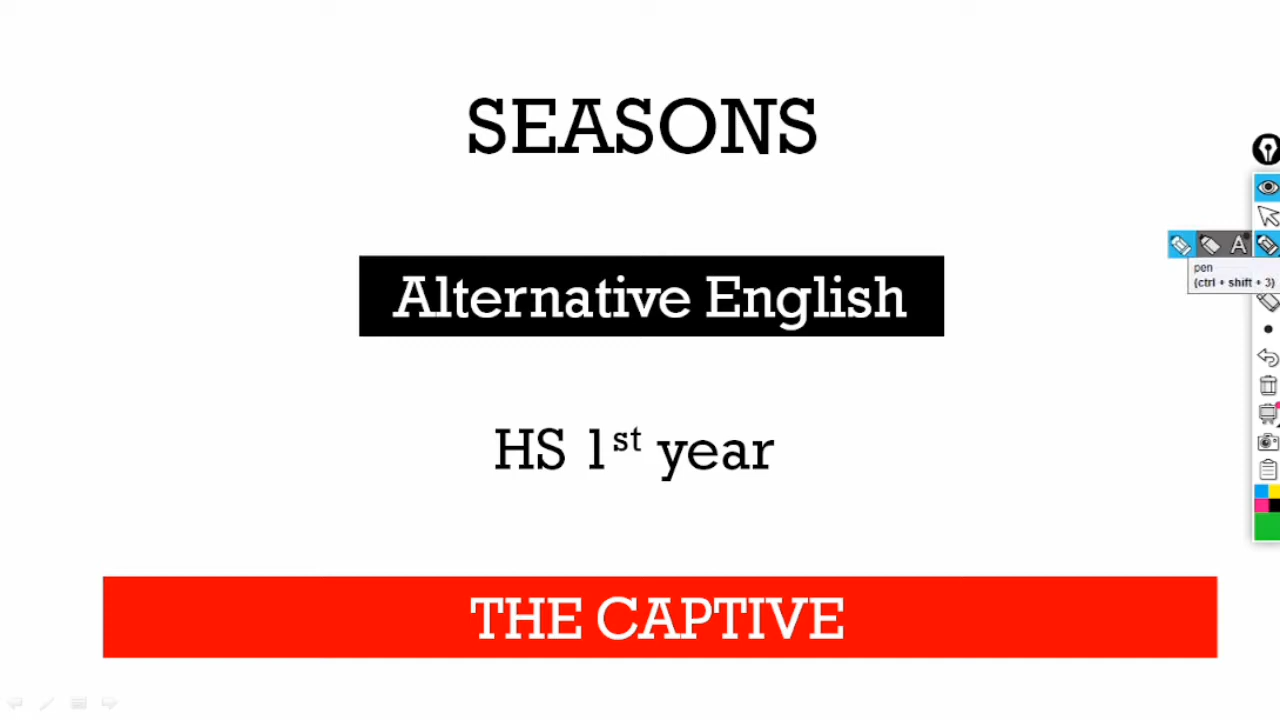 SEASONS
Alternative English
HS 1st year
THE CAPTIVE
A
pen
(ctrl + shift + 3)